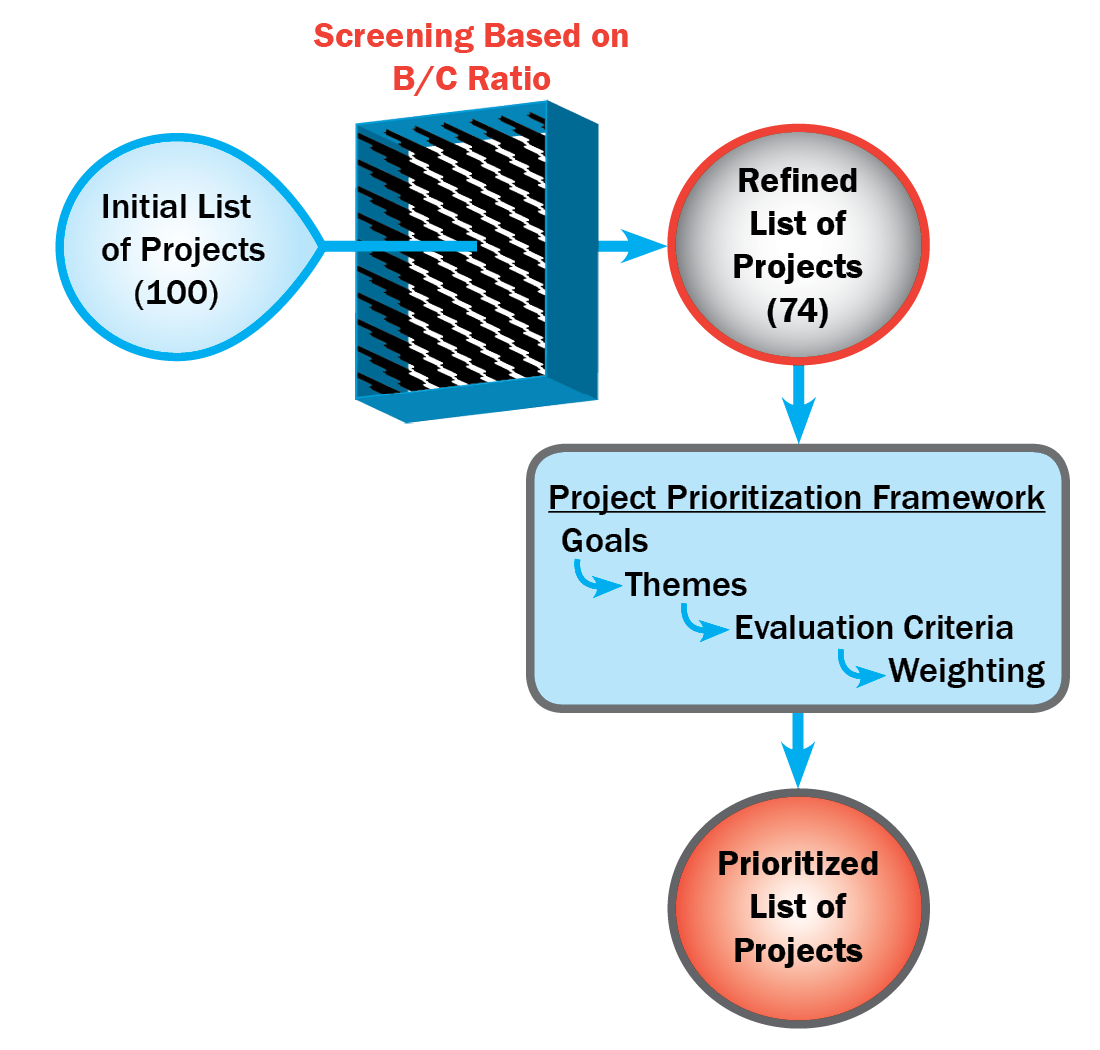 Screening Based on
B/C Ratio
Initial List
of Projects
(100)
Refined
List of
Projects
(74)
Project Prioritization Framework
Goals
Themes
Evaluation Criteria
Weighting
Prioritized
List of
Projects